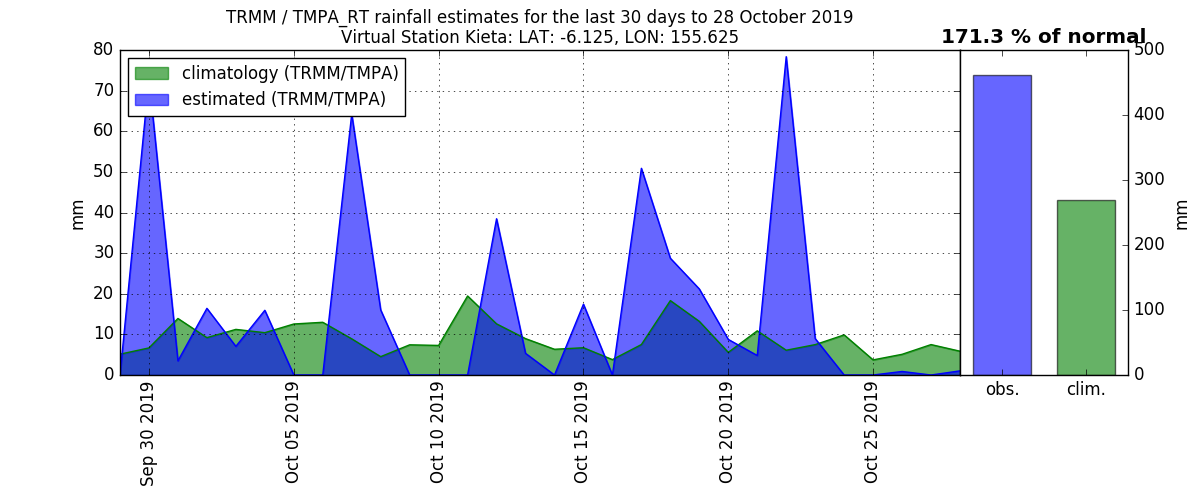 TRMM / TMPA_RT rainfall estimates for the last 30 days to 28 October 2019
Virtual Station Kieta: LAT: -6.125, LON: 155.625
171.3 % of normal
climatology (TRMM/TMPA)
estimated (TRMM/TMPA)
80
70
60
50
40
30
20
10
0
mm
Sep 30 2019
Oct 05 2019
Oct 10 2019
Oct 15 2019
Oct 20 2019
Oct 25 2019
500
400
300
200
100
0
mm
obs.
clim.